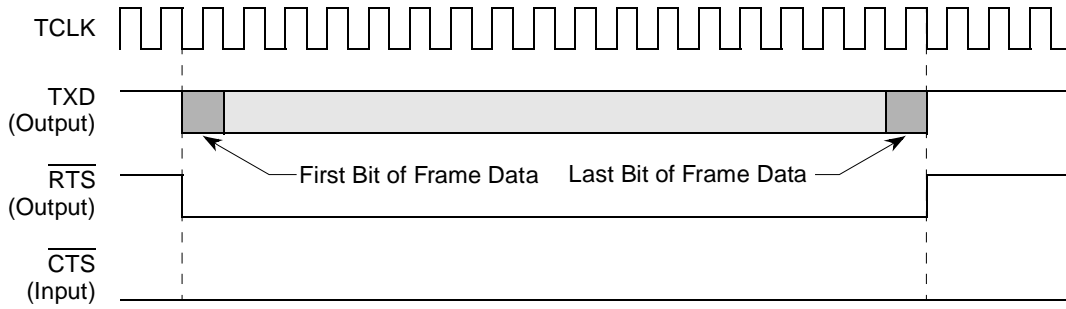 TCLK
TXD
(Output)
First Bit of Frame Data Last Bit of Frame Data
RTS
(Output)
CTS
(Input)